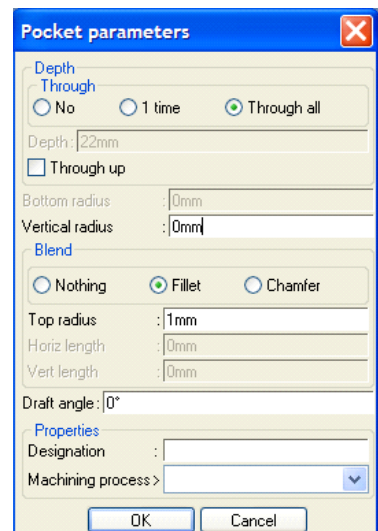 Pocket parameters
Depth
Through
No 1 time Through all
Depth: 22mm
Through up
Bottom radius : 0mm
Vertical radius : 0mm
Blend
Nothing Fillet Chamfer
Top radius : 1mm
Horiz length : 0mm
Vert length : 0mm
Draft angle: 0°
Properties
Designation :
Machining process >
OK Cancel